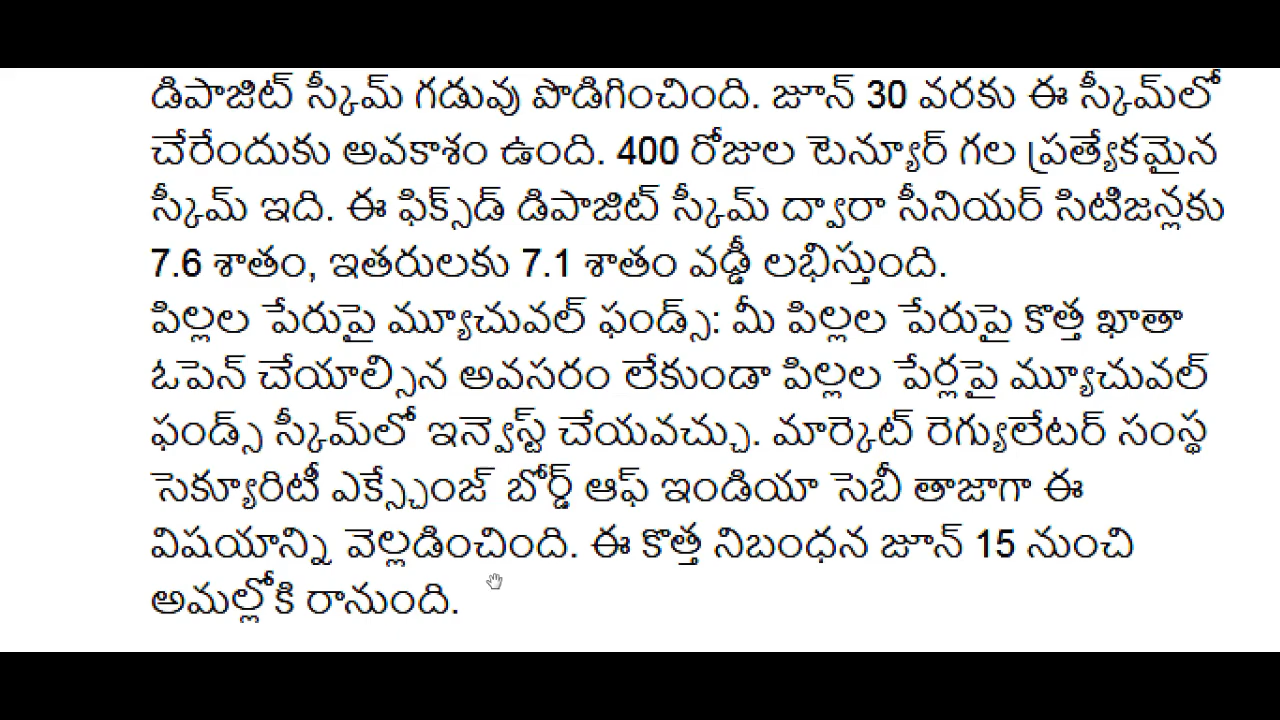 డిపాజిట్ స్కీమ్ గడువు పొడిగించింది. జూన్ 30 వరకు ఈ స్కీమ్‌లో
చేరేందుకు అవకాశం ఉంది. 400 రోజుల టెన్యూర్ గల ప్రత్యేకమైన
స్కీమ్ ఇది. ఈ ఫిక్స్‌డ్ డిపాజిట్ స్కీమ్ ద్వారా సీనియర్ సిటిజన్లకు
7.6 శాతం, ఇతరులకు 7.1 శాతం వడ్డీ లభిస్తుంది.
పిల్లల పేరుపై మ్యూచువల్ ఫండ్స్: మీ పిల్లల పేరుపై కొత్త ఖాతా
ఓపెన్ చేయాల్సిన అవసరం లేకుండా పిల్లల పేర్లపై మ్యూచువల్
ఫండ్స్ స్కీమ్‌లో ఇన్వెస్ట్ చేయవచ్చు. మార్కెట్ రెగ్యులేటర్ సంస్థ
సెక్యూరిటీ ఎక్స్చేంజ్ బోర్డ్ ఆఫ్ ఇండియా సెబీ తాజాగా ఈ
విషయాన్ని వెల్లడించింది. ఈ కొత్త నిబంధన జూన్ 15 నుంచి
అమల్లోకి రానుంది.